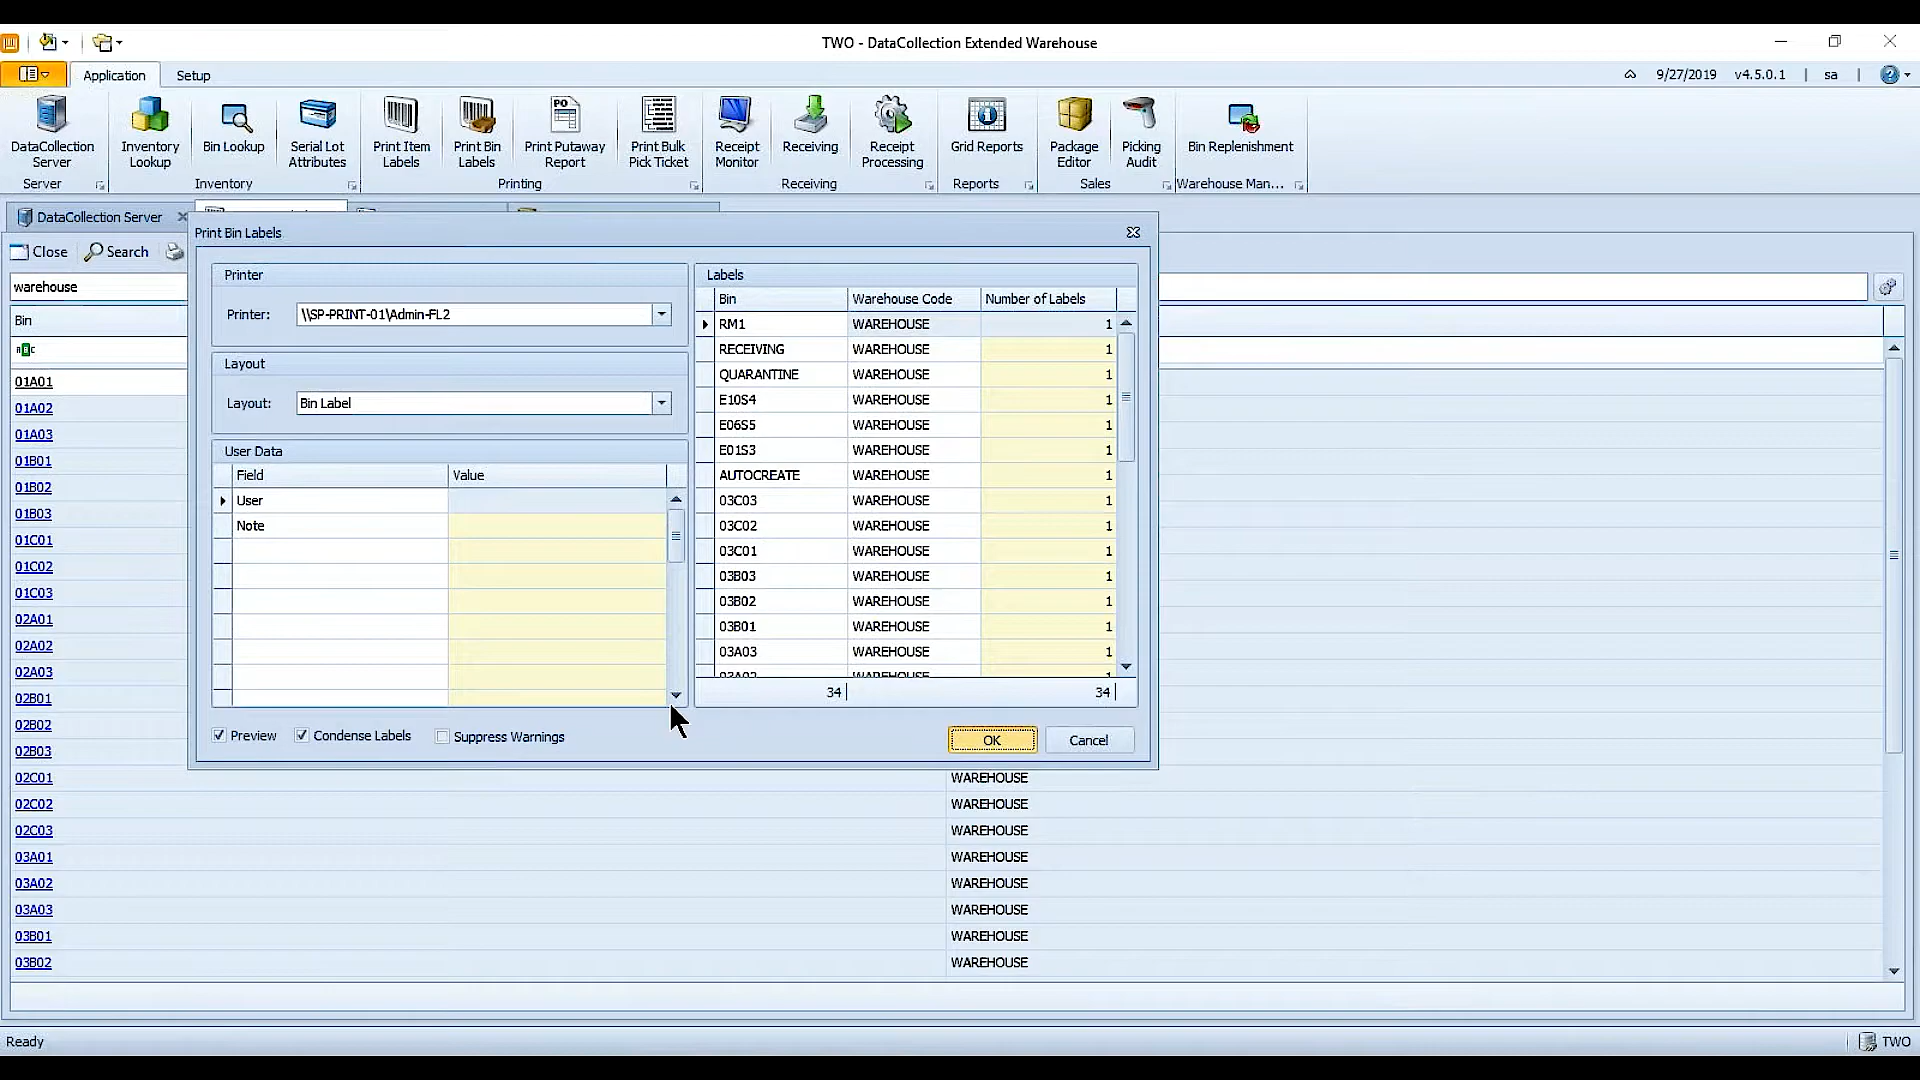 TWO - DataCollection Extended Warehouse
Application
Setup
9/27/2019
v4.5.0.1
sa
DataCollection Server
Inventory Lookup
Bin Lookup
Serial Lot Attributes
Print Item Labels
Print Bin Labels
PO
Print Putaway Report
Print Bulk Pick Ticket
Receipt Monitor
Receiving
Receipt Processing
Grid Reports
Package Editor
Picking Audit
Bin Replenishment
Server
Inventory
Printing
Receiving
Reports
Sales
Warehouse Man...
DataCollection Server
Close
Search
warehouse
Bin
01A01
01A02
01A03
01B01
01B02
01B03
01C01
01C02
01C03
02A01
02A02
02A03
02B01
02B02
02B03
02C01 WAREHOUSE
02C02 WAREHOUSE
02C03 WAREHOUSE
03A01 WAREHOUSE
03A02 WAREHOUSE
03A03 WAREHOUSE
03B01 WAREHOUSE
03B02 WAREHOUSE
Print Bin Labels
Printer
Printer: \\SP-PRINT-01\Admin-FL2
Layout
Layout: Bin Label
User Data
Field Value
User
Note
Labels
Bin Warehouse Code Number of Labels
RM1 WAREHOUSE 1
RECEIVING WAREHOUSE 1
QUARANTINE WAREHOUSE 1
E10S4 WAREHOUSE 1
E06S5 WAREHOUSE 1
E01S3 WAREHOUSE 1
AUTOCREATE WAREHOUSE 1
03C03 WAREHOUSE 1
03C02 WAREHOUSE 1
03C01 WAREHOUSE 1
03B03 WAREHOUSE 1
03B02 WAREHOUSE 1
03B01 WAREHOUSE 1
03A03 WAREHOUSE 1
03A02 WAREHOUSE 1
34 34
Preview
Condense Labels
Suppress Warnings
OK
Cancel
Ready
TWO